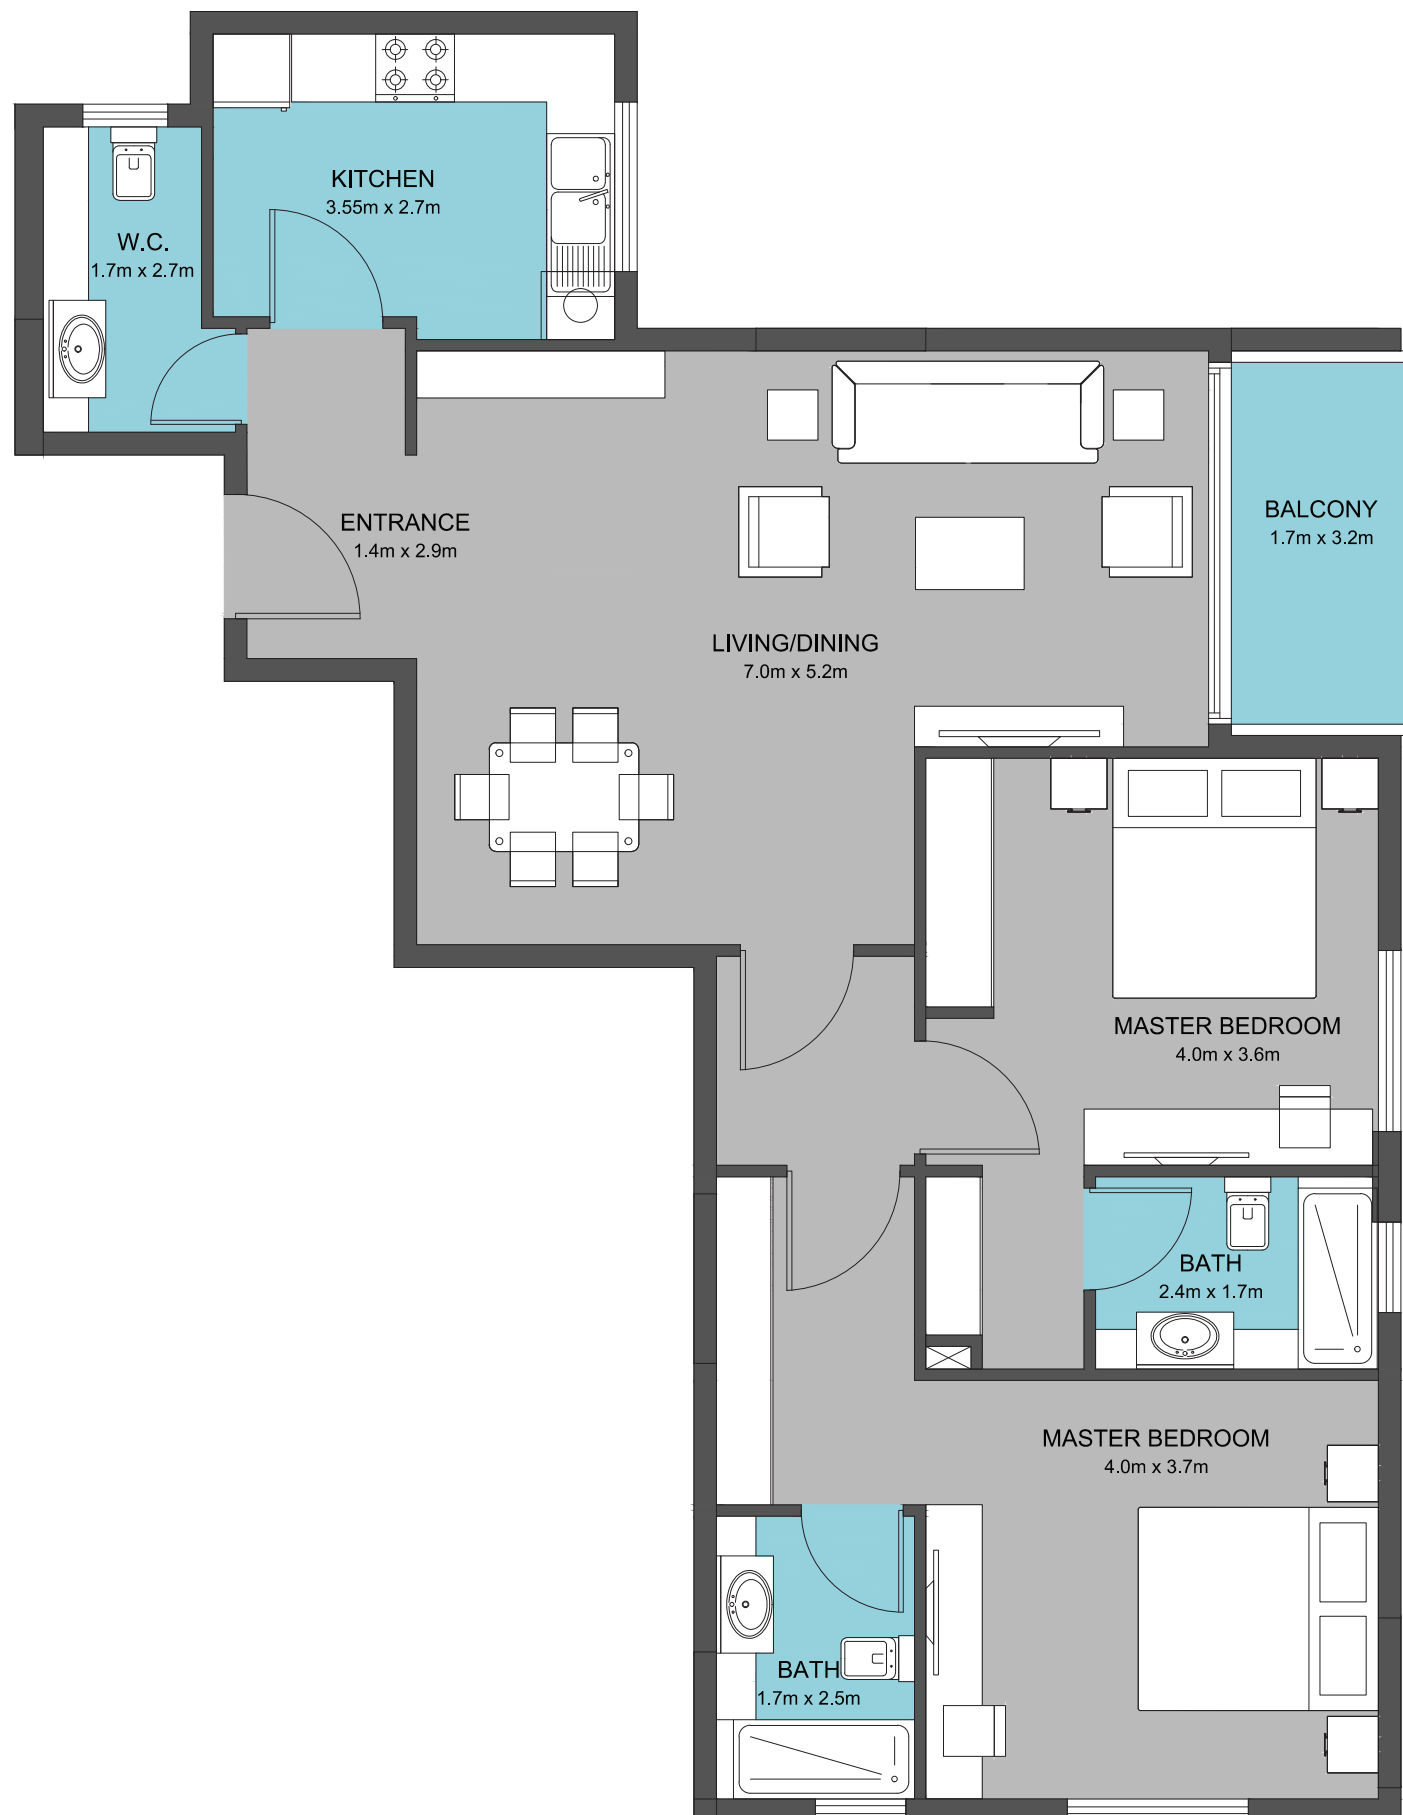 KITCHEN
3.55m x 2.7m
W.C.
1.7m x 2.7m
ENTRANCE
1.4m x 2.9m
BALCONY
1.7m x 3.2m
LIVING/DINING
7.0m x 5.2m
MASTER BEDROOM
4.0m x 3.6m
BATH
2.4m x 1.7m
MASTER BEDROOM
4.0m x 3.7m
BATH
1.7m x 2.5m